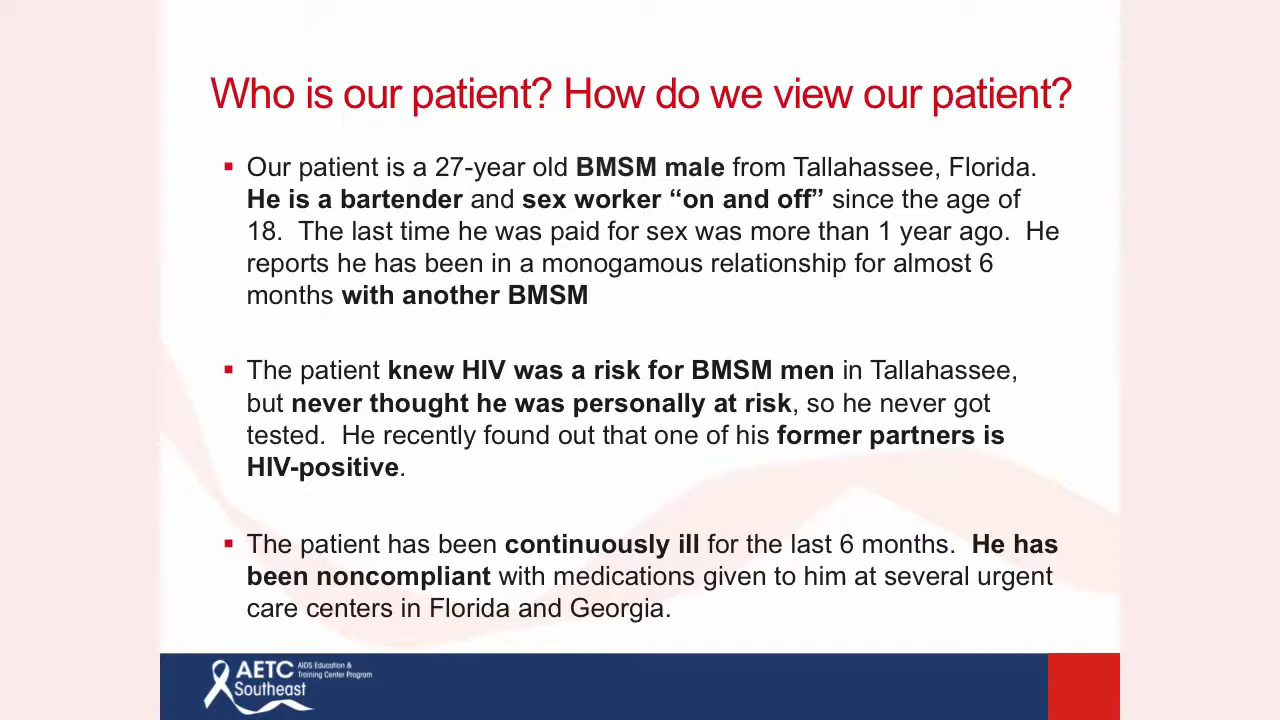 Who is our patient? How do we view our patient?
▪ Our patient is a 27-year old BMSM male from Tallahassee, Florida.
He is a bartender and sex worker “on and off” since the age of
18.  The last time he was paid for sex was more than 1 year ago.  He
reports he has been in a monogamous relationship for almost 6
months with another BMSM
▪ The patient knew HIV was a risk for BMSM men in Tallahassee,
but never thought he was personally at risk, so he never got
tested.  He recently found out that one of his former partners is
HIV-positive.
▪ The patient has been continuously ill for the last 6 months.  He has
been noncompliant with medications given to him at several urgent
care centers in Florida and Georgia.
AETC AIDS Education &
Training Center Program
Southeast